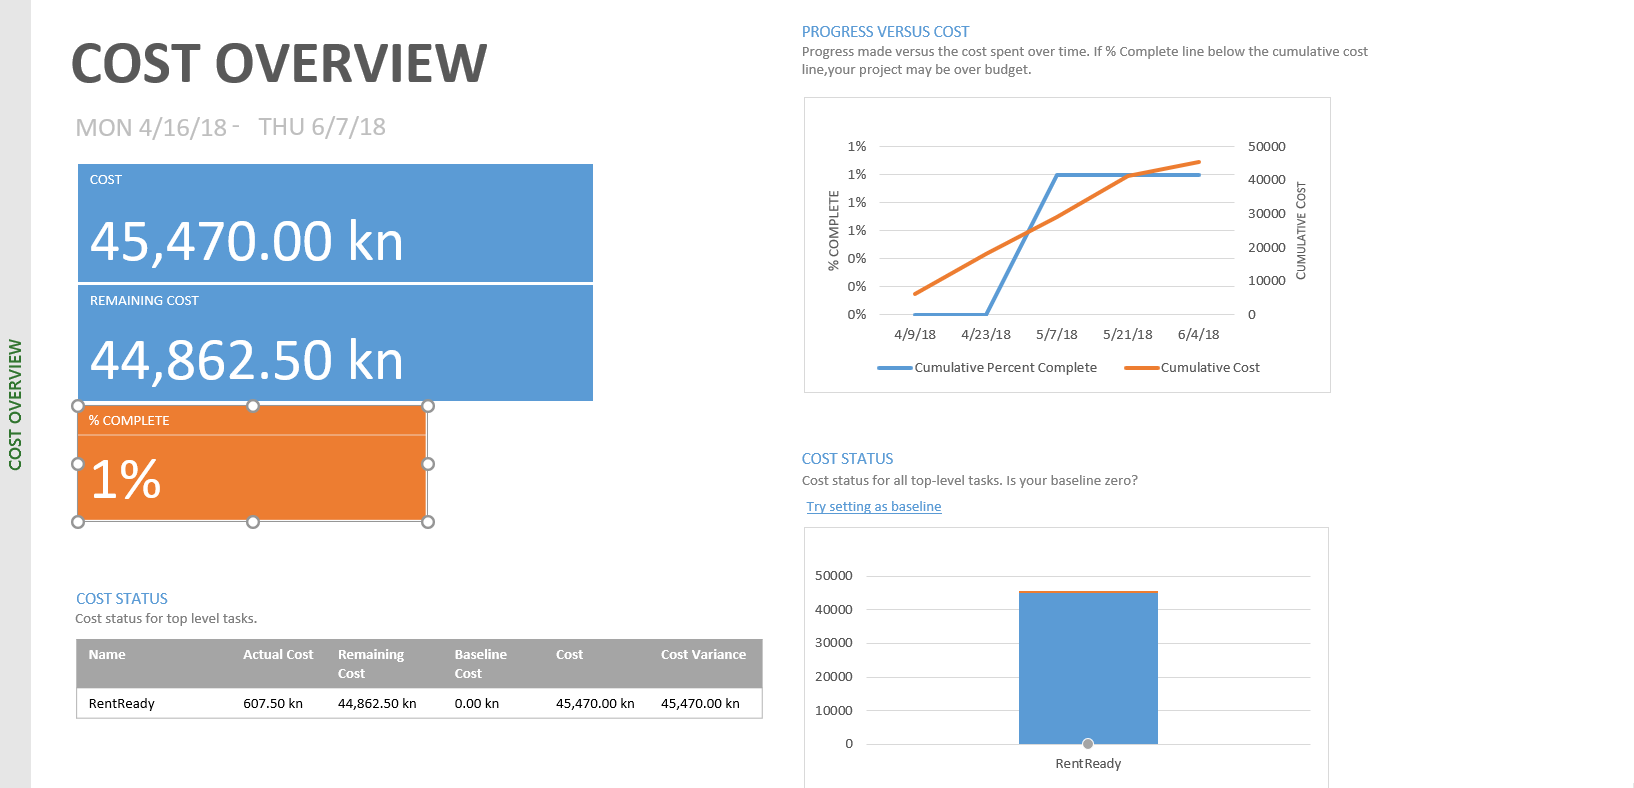 COST OVERVIEW
COST OVERVIEW
MON 4/16/18 - THU 6/7/18
COST
45,470.00 kn
REMAINING COST
44,862.50 kn
% COMPLETE
1%
COST STATUS
Cost status for top level tasks.
Name Actual Cost Remaining Cost Baseline Cost Cost Cost Variance
RentReady 607.50 kn 44,862.50 kn 0.00 kn 45,470.00 kn 45,470.00 kn
PROGRESS VERSUS COST
Progress made versus the cost spent over time. If % Complete line below the cumulative cost
line,your project may be over budget.
% COMPLETE
1%
1%
1%
1%
0%
0%
0%
50000
40000
30000
20000
10000
0
CUMULATIVE COST
4/9/18 4/23/18 5/7/18 5/21/18 6/4/18
Cumulative Percent Complete Cumulative Cost
COST STATUS
Cost status for all top-level tasks. Is your baseline zero?
Try setting as baseline
50000
40000
30000
20000
10000
0
RentReady